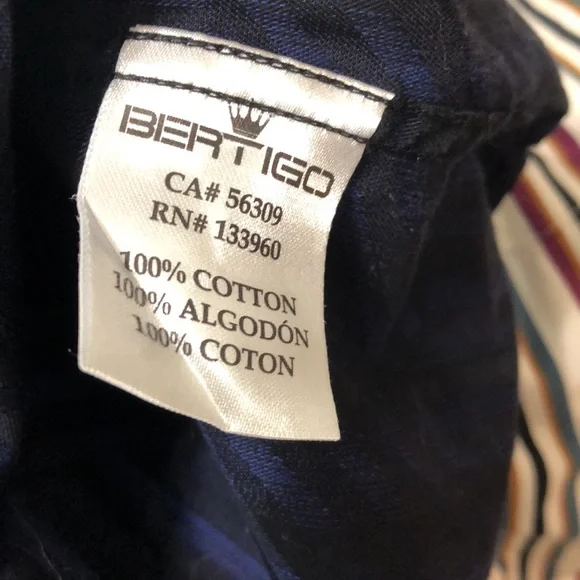 BERTIGO
CA# 56309
RN# 133960
100% COTTON
100% ALGODÓN
100% COTON